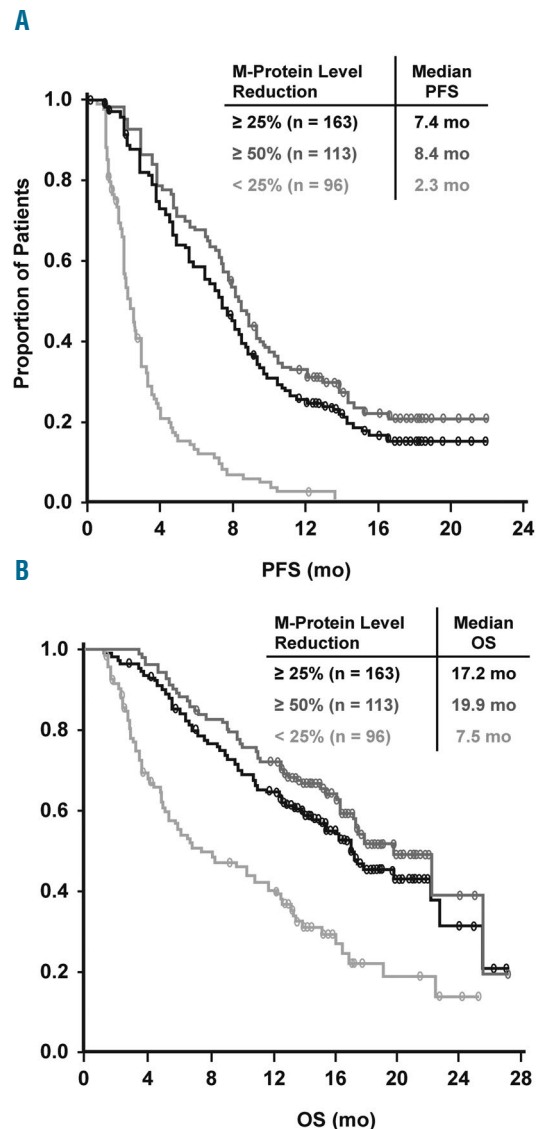 A
M-Protein Level Reduction Median PFS
≥ 25% (n = 163) 7.4 mo
≥ 50% (n = 113) 8.4 mo
< 25% (n = 96) 2.3 mo
Proportion of Patients
1.0
0.8
0.6
0.4
0.2
0.0
0 4 8 12 16 20 24
PFS (mo)
B
M-Protein Level Reduction Median OS
≥ 25% (n = 163) 17.2 mo
≥ 50% (n = 113) 19.9 mo
< 25% (n = 96) 7.5 mo
1.0
0.8
0.6
0.4
0.2
0.0
0 4 8 12 16 20 24 28
OS (mo)